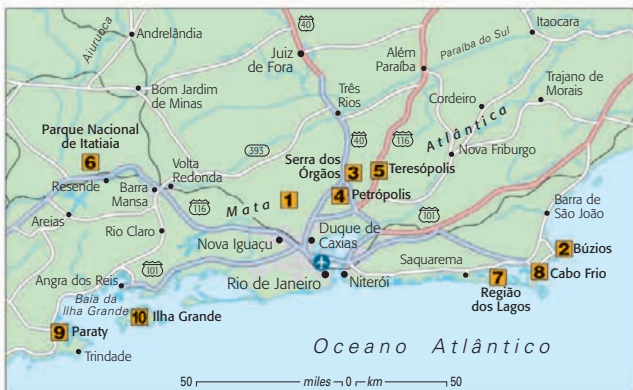 40
Itaocara
Aiuruoca
Andrelândia
Juiz
de Fora
Além
Paraíba
Paraíba do Sul
Bom Jardim
de Minas
Três
Rios
Cordeiro
Trajano de
Morais
Parque Nacional
de Itatiaia
6
393
40
116
Atlântica
Nova Friburgo
Volta
Redonda
Serra dos
Órgãos
3
5
Teresópolis
Resende
Barra
Mansa
1
4
Petrópolis
Mata
116
Areias
Rio Claro
101
Barra de
São João
Nova Iguaçu
Duque de
Caxias
2
Búzios
101
Saquarema
8
Cabo Frio
Angra dos Reis
Rio de Janeiro
Niterói
7
Região
dos Lagos
Baía da
Ilha Grande
10
Ilha Grande
9
Paraty
Trindade
Oceano Atlântico
50
miles
0
km
50